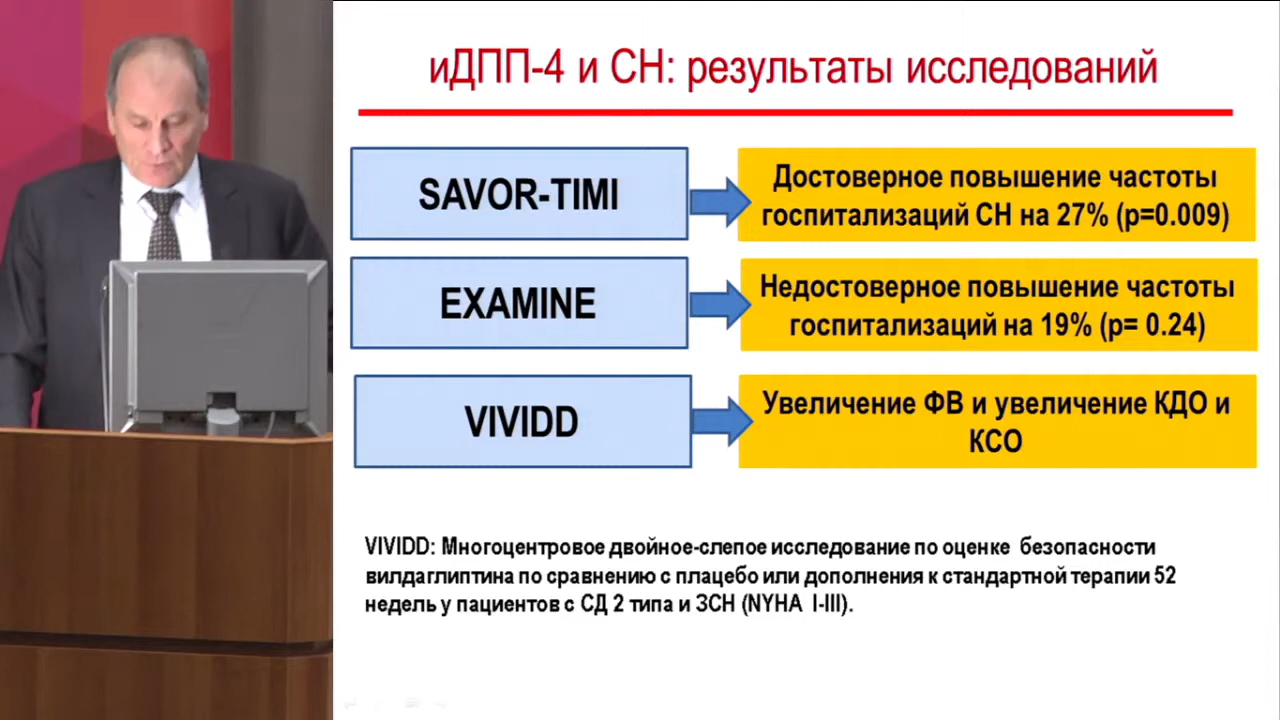 иДПП-4 и СН: результаты исследований
SAVOR-TIMI
Достоверное повышение частоты
госпитализаций СН на 27% (p=0.009)
EXAMINE
Недостоверное повышение частоты
госпитализаций на 19% (p= 0.24)
VIVIDD
Увеличение ФВ и увеличение КДО и
КСО
VIVIDD: Многоцентровое двойное-слепое исследование по оценке безопасности
вилдаглиптина по сравнению с плацебо или дополнения к стандартной терапии 52
недель у пациентов с СД 2 типа и ЗСН (NYHA I-III).